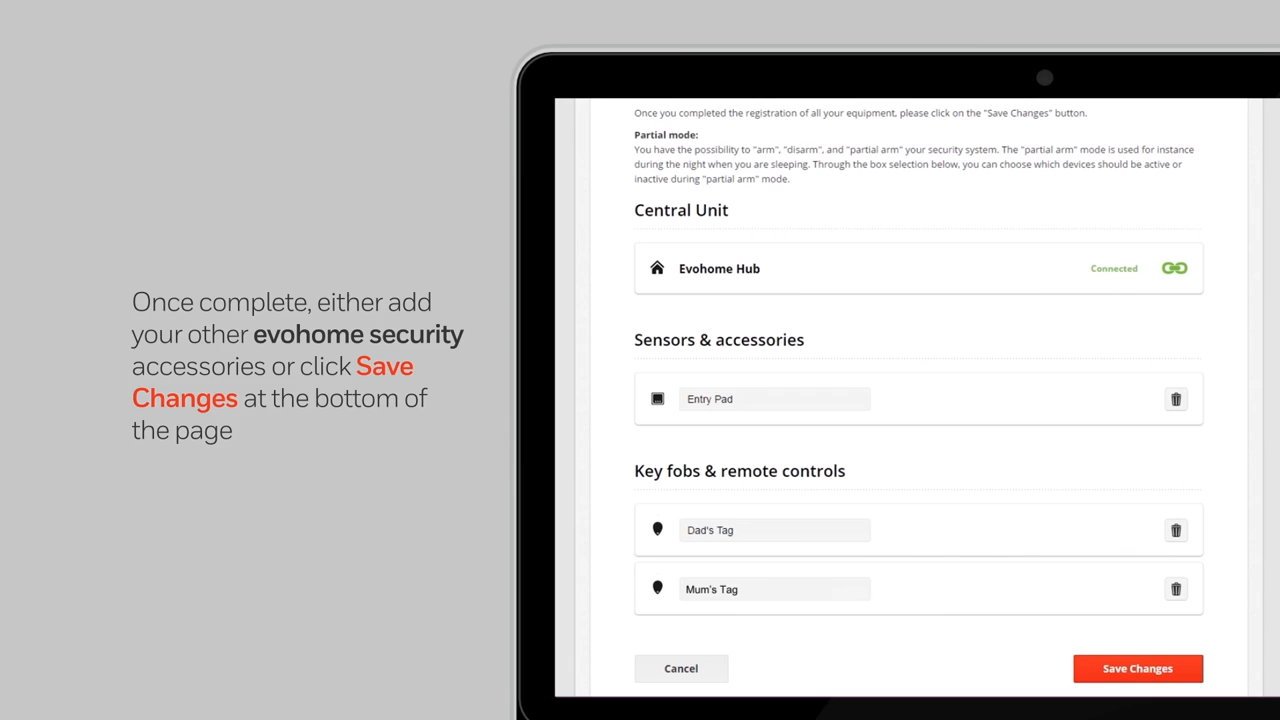 Once complete, either add
your other evohome security
accessories or click Save
Changes at the bottom of
the page
Once you completed the registration of all your equipment, please click on the "Save Changes" button.
Partial mode:
You have the possibility to "arm", "disarm", and "partial arm" your security system. The "partial arm" mode is used for instance
during the night when you are sleeping. Through the box selection below, you can choose which devices should be active or
inactive during "partial arm" mode.
Central Unit
Evohome Hub
Connected
Sensors & accessories
Entry Pad
Key fobs & remote controls
Dad's Tag
Mum's Tag
Cancel
Save Changes